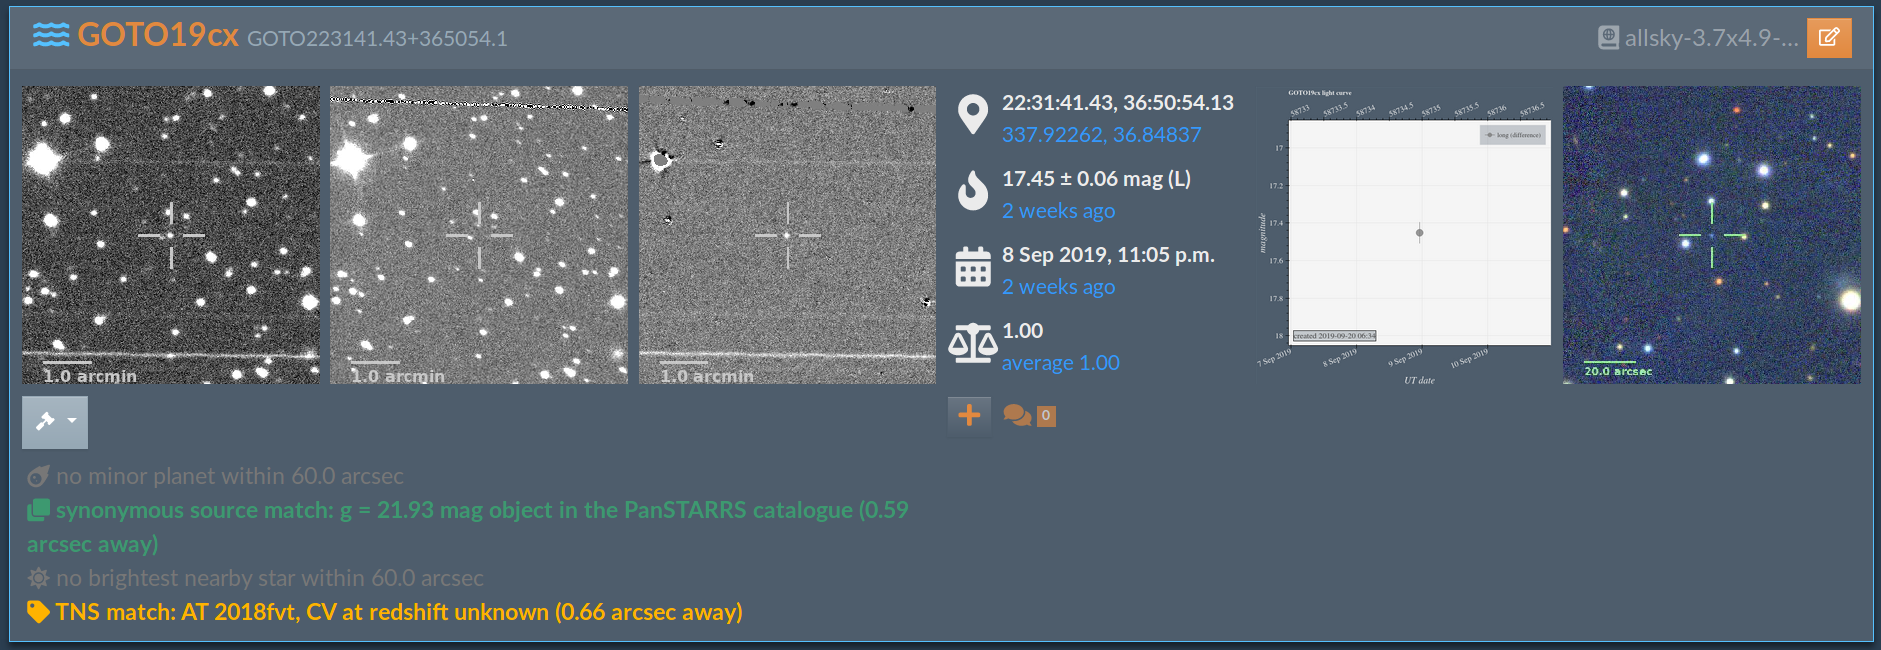 GOTO19cx GOTO223141.43+365054.1
allsky-3.7x4.9-...
1.0 arcmin
1.0 arcmin
1.0 arcmin
22:31:41.43, 36:50:54.13
337.92262, 36.84837
17.45 ± 0.06 mag (L)
2 weeks ago
8 Sep 2019, 11:05 p.m.
2 weeks ago
1.00
average 1.00
0
GOTO19cx light curve
58733 58733.5 58734 58734.5 58735 58735.5 58736 58736.5
long (difference)
17
17.2
17.4
17.6
17.8
18
magnitude
created 2019-09-20 06:34
7 Sep 2019 8 Sep 2019 9 Sep 2019 10 Sep 2019
UT date
20.0 arcsec
no minor planet within 60.0 arcsec
synonymous source match: g = 21.93 mag object in the PanSTARRS catalogue (0.59
arcsec away)
no brightest nearby star within 60.0 arcsec
TNS match: AT 2018fvt, CV at redshift unknown (0.66 arcsec away)